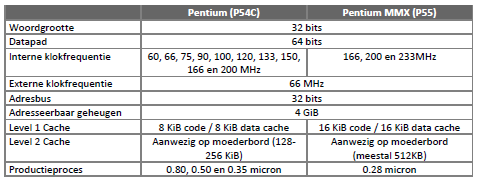 Pentium (P54C) Pentium MMX (P55)
Woordgrootte 32 bits
Datapad 64 bits
Interne klokfrequentie 60, 66, 75, 90, 100, 120, 133, 150, 166, 200 en 233MHz
166 en 200 MHz
Externe klokfrequentie 66 MHz
Adresbus 32 bits
Adresseerbaar geheugen 4 GiB
Level 1 Cache 8 KiB code / 8 KiB data cache 16 KiB code / 16 KiB data cache
Level 2 Cache Aanwezig op moederbord (128- Aanwezig op moederbord
256 KiB) (meestal 512KB)
Productieproces 0.80, 0.50 en 0.35 micron 0.28 micron